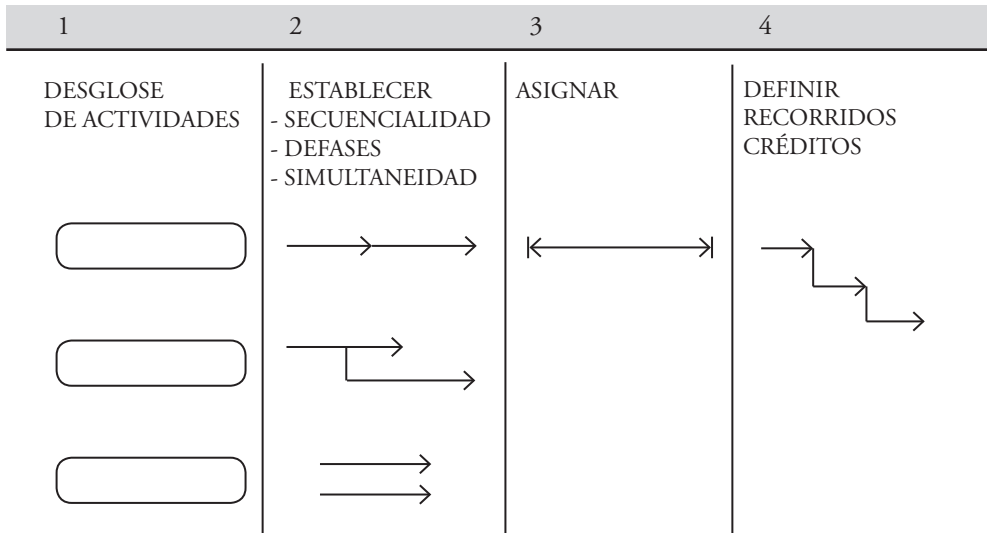 1 2 3 4
DESGLOSE
DE ACTIVIDADES
ESTABLECER
- SECUENCIALIDAD
- DEFASES
- SIMULTANEIDAD
ASIGNAR
DEFINIR
RECORRIDOS
CRÉDITOS